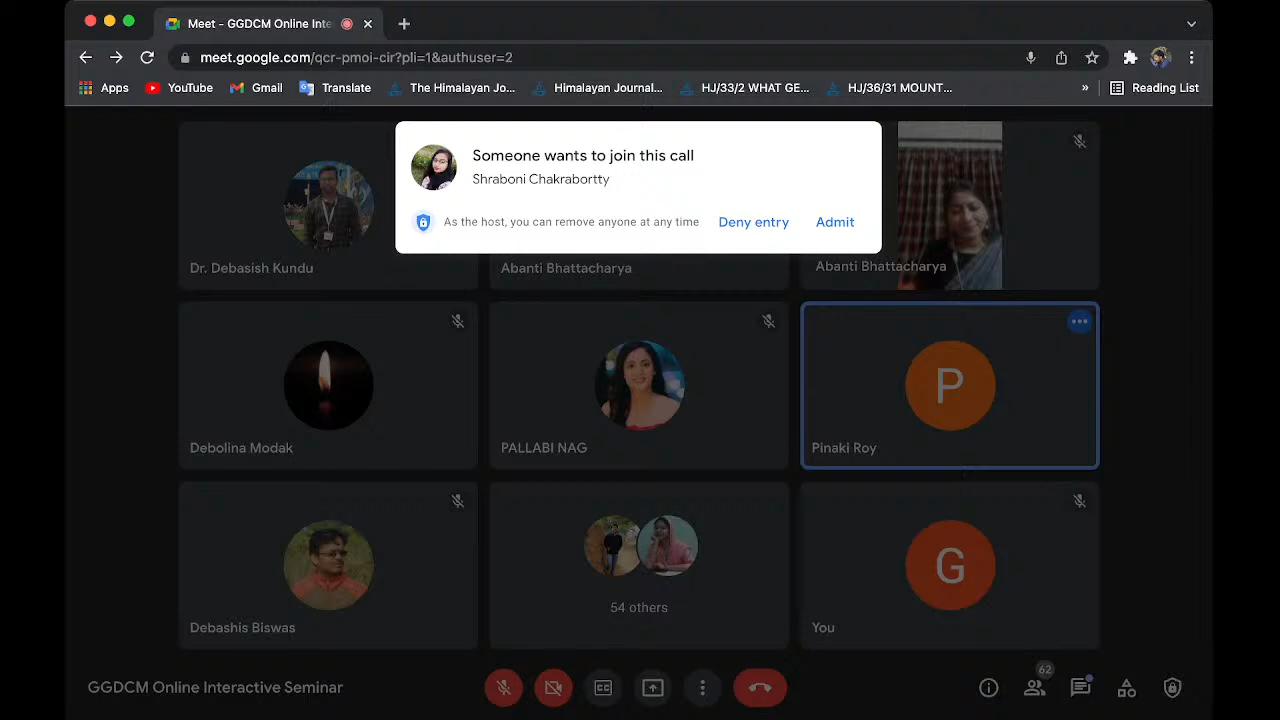 Meet - GGDCM Online Inte
meet.google.com/qcr-pmoi-cir?pli=1&authuser=2
Apps YouTube Gmail Translate The Himalayan Jo... Himalayan Journal... HJ/33/2 WHAT GE... HJ/36/31 MOUNT... » Reading List
Someone wants to join this call
Shraboni Chakrabortty
As the host, you can remove anyone at any time Deny entry Admit
Dr. Debasish Kundu
Abanti Bhattacharya
Abanti Bhattacharya
Debolina Modak
PALLABI NAG
P
Pinaki Roy
Debashis Biswas
54 others
G
You
GGDCM Online Interactive Seminar
62